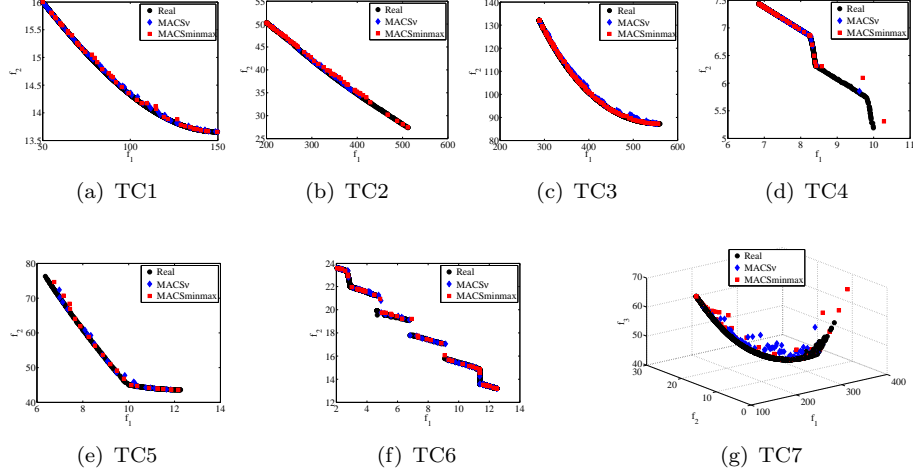 16
15.5
15
14.5
14
13.5
50
100
150
f1
f2
Real
MACSv
MACSminmax
(a) TC1
55
50
45
40
35
30
25
200
300
400
500
600
f1
f2
Real
MACSv
MACSminmax
(b) TC2
140
130
120
110
100
90
80
200
300
400
500
600
f1
f2
Real
MACSv
MACSminmax
(c) TC3
7.5
7
6.5
6
5.5
5
6
7
8
9
10
11
f1
f2
Real
MACSv
MACSminmax
(d) TC4
80
70
60
50
40
6
8
10
12
14
f1
f2
Real
MACSv
MACSminmax
(e) TC5
24
22
20
18
16
14
12
2
4
6
8
10
12
14
f1
f2
Real
MACSv
MACSminmax
(f) TC6
70
60
50
40
30
20
10
0
100
200
300
400
f1
f2
f3
Real
MACSv
MACSminmax
(g) TC7